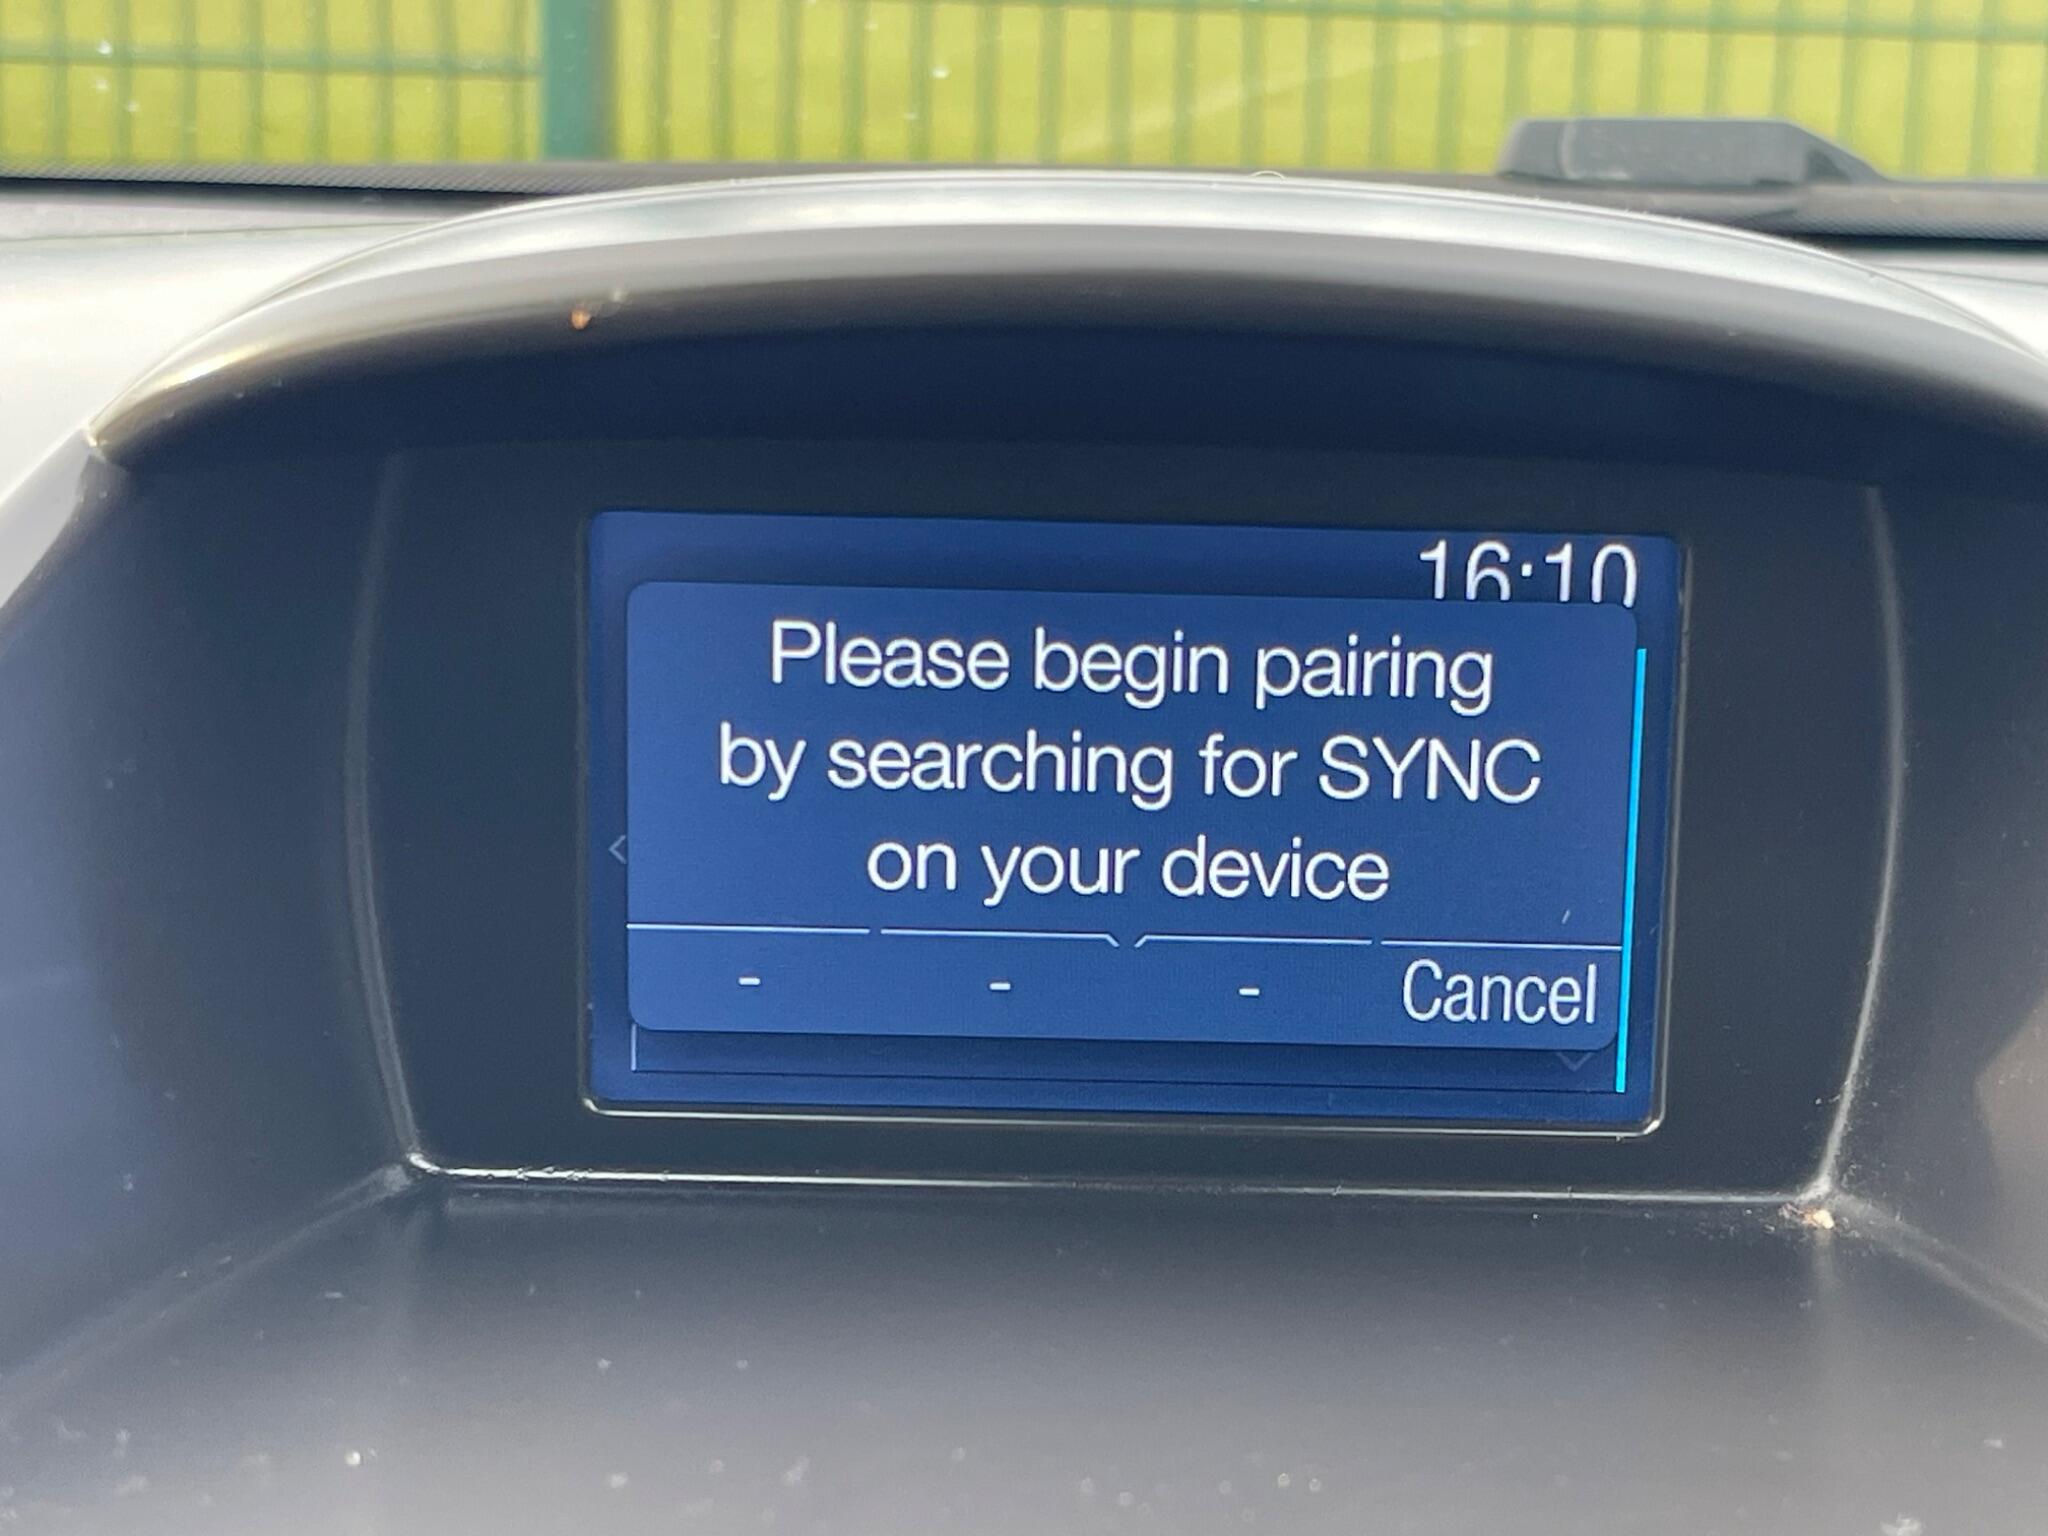 16:10
Please begin pairing
by searching for SYNC
on your device
- - - Cancel